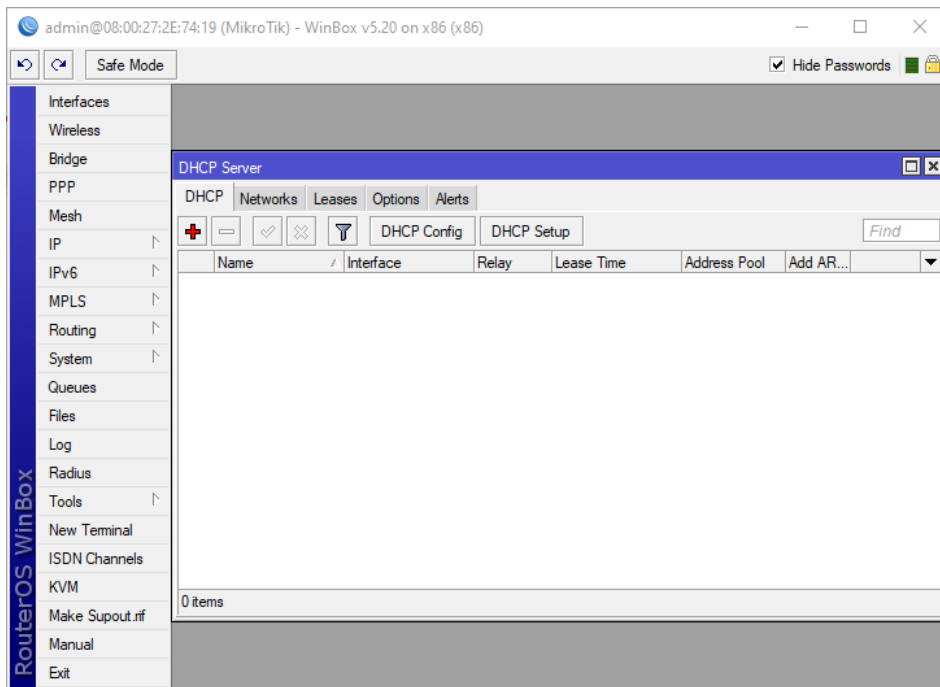 admin@08:00:27:2E:74:19 (MikroTik) - WinBox v5.20 on x86 (x86)
Safe Mode
Hide Passwords
RouterOS WinBox
Interfaces
Wireless
Bridge
PPP
Mesh
IP
IPv6
MPLS
Routing
System
Queues
Files
Log
Radius
Tools
New Terminal
ISDN Channels
KVM
Make Supout.rif
Manual
Exit
DHCP Server
DHCP Networks Leases Options Alerts
DHCP Config DHCP Setup Find
Name Interface Relay Lease Time Address Pool Add AR...
0 items